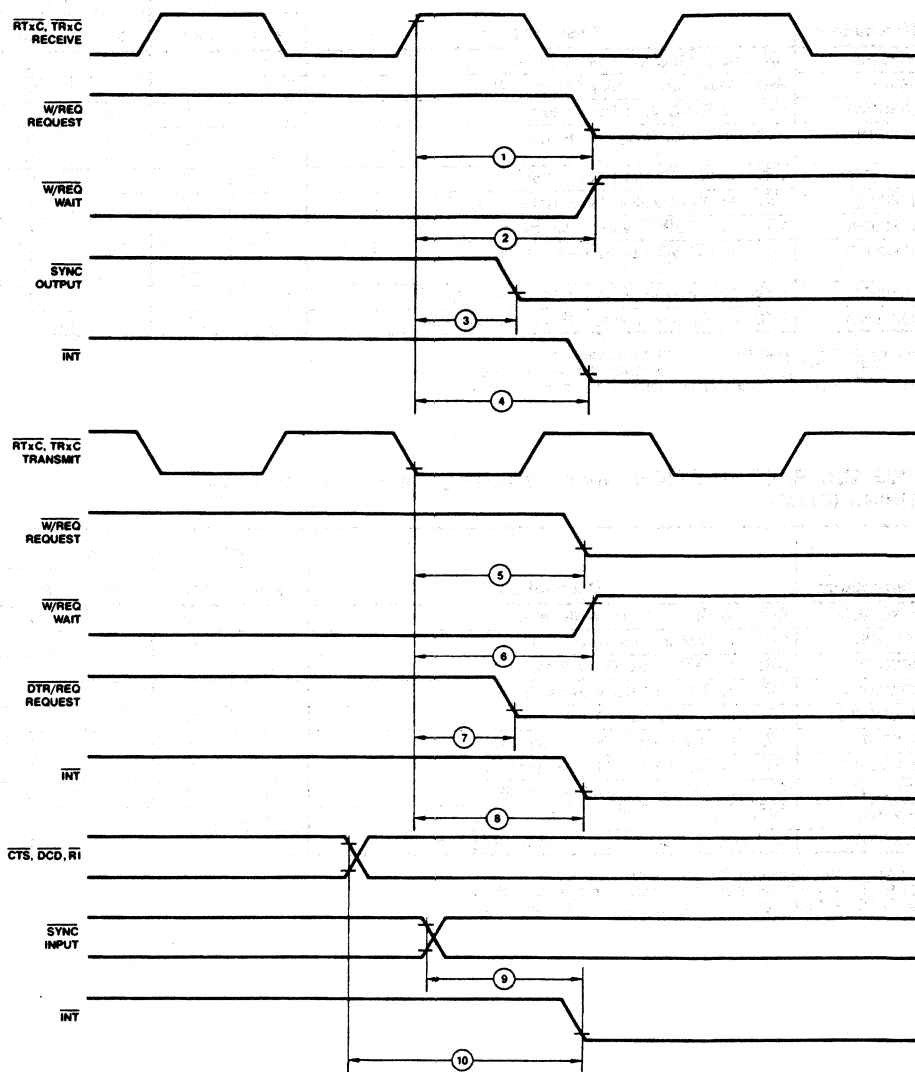 RTxC, TRxC
RECEIVE
W/REQ
REQUEST
1
W/REQ
WAIT
2
SYNC
OUTPUT
3
INT
4
RTxC, TRxC
TRANSMIT
W/REQ
REQUEST
5
W/REQ
WAIT
6
DTR/REQ
REQUEST
7
INT
8
CTS, DCD, RI
SYNC
INPUT
9
INT
10